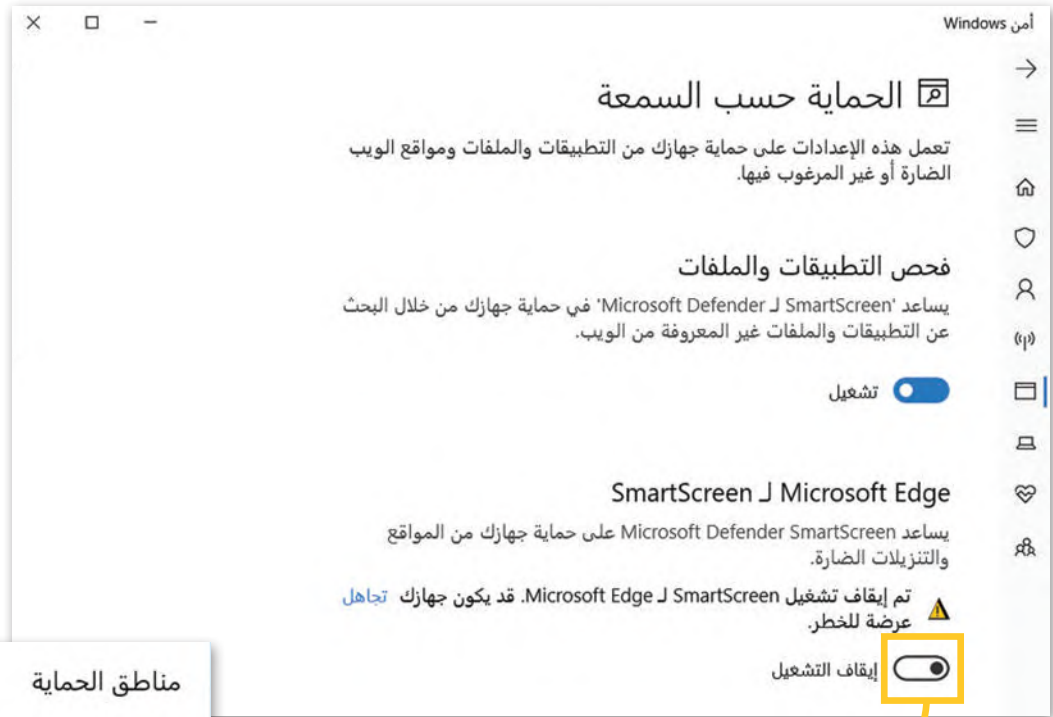 أمن Windows
الحماية حسب السمعة
تعمل هذه الإعدادات على حماية جهازك من التطبيقات والملفات ومواقع الويب
الضارة أو غير المرغوب فيها.
فحص التطبيقات والملفات
يساعد 'SmartScreen لـ Microsoft Defender' في حماية جهازك من خلال البحث
عن التطبيقات والملفات غير المعروفة من الويب.
تشغيل
SmartScreen لـ Microsoft Edge
يساعد Microsoft Defender SmartScreen على حماية جهازك من المواقع
والتنزيلات الضارة.
تم إيقاف تشغيل SmartScreen لـ Microsoft Edge. قد يكون جهازك تجاهل
عرضة للخطر.
إيقاف التشغيل
مناطق الحماية